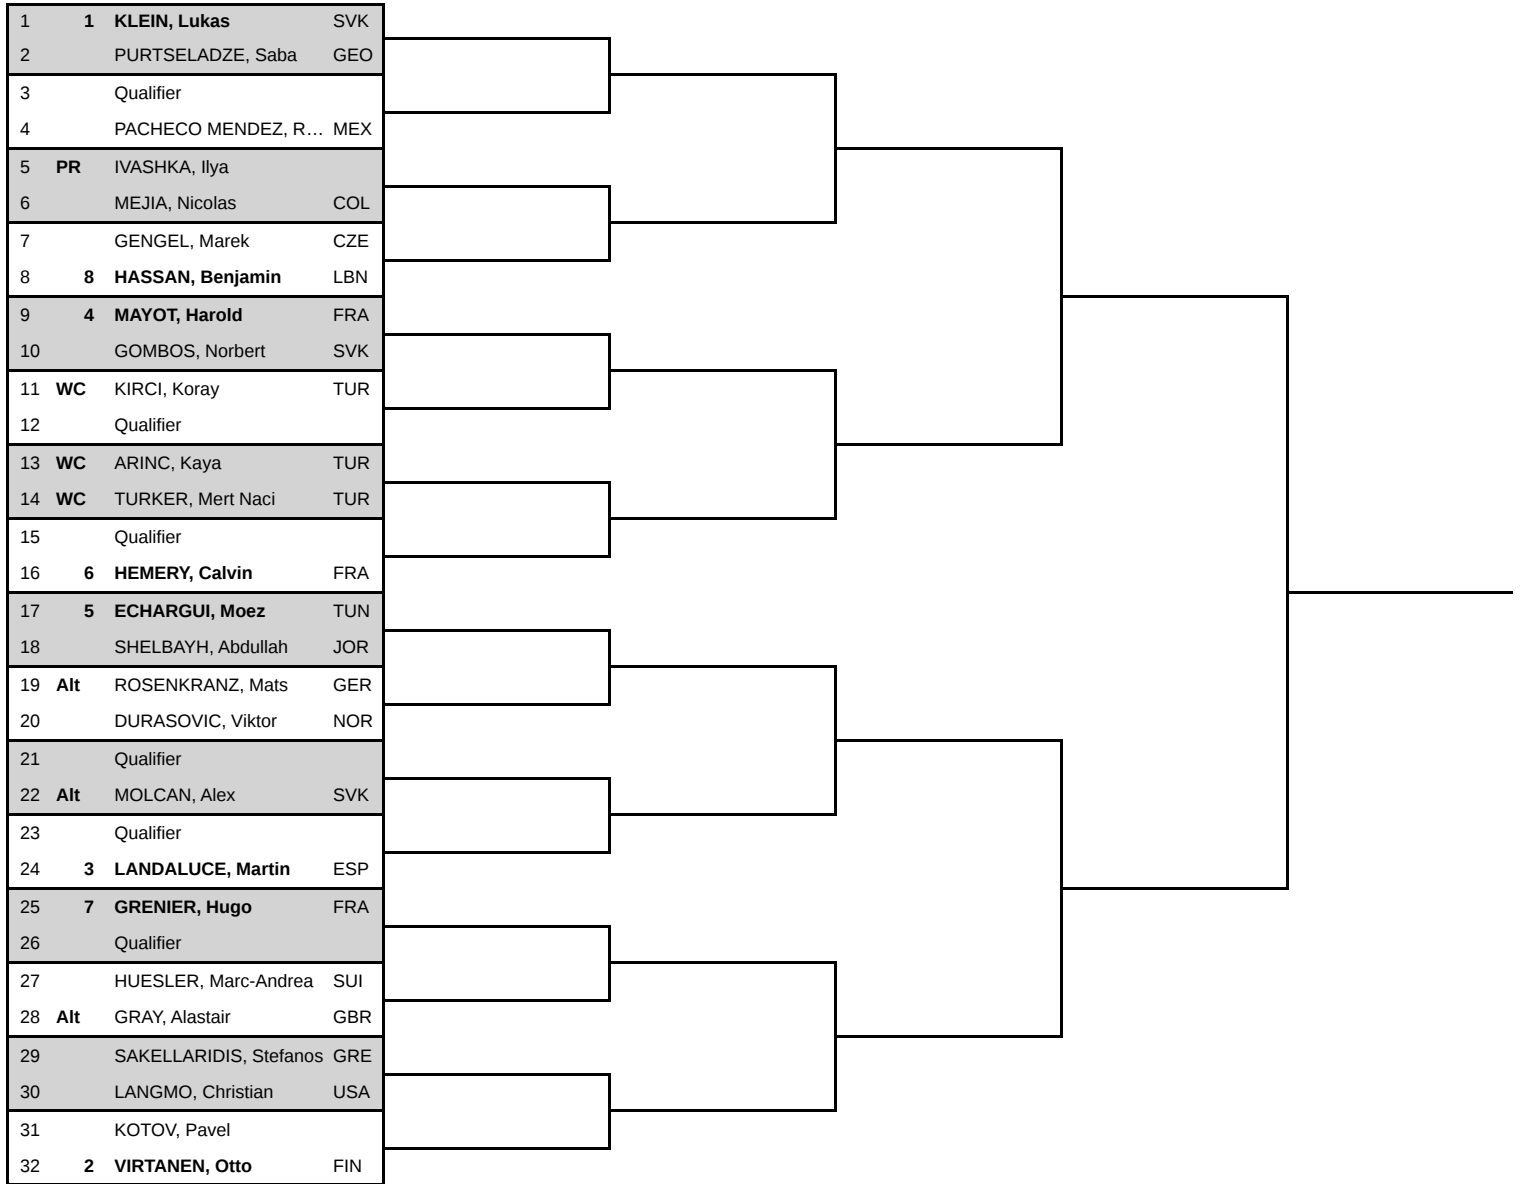 1 1 KLEIN, Lukas SVK
2 PURTSELADZE, Saba GEO
3 Qualifier
4 PACHECO MENDEZ, R… MEX
5 PR IVASHKA, Ilya
6 MEJIA, Nicolas COL
7 GENGEL, Marek CZE
8 8 HASSAN, Benjamin LBN
9 4 MAYOT, Harold FRA
10 GOMBOS, Norbert SVK
11 WC KIRCI, Koray TUR
12 Qualifier
13 WC ARINC, Kaya TUR
14 WC TURKER, Mert Naci TUR
15 Qualifier
16 6 HEMERY, Calvin FRA
17 5 ECHARGUI, Moez TUN
18 SHELBAYH, Abdullah JOR
19 Alt ROSENKRANZ, Mats GER
20 DURASOVIC, Viktor NOR
21 Qualifier
22 Alt MOLCAN, Alex SVK
23 Qualifier
24 3 LANDALUCE, Martin ESP
25 7 GRENIER, Hugo FRA
26 Qualifier
27 HUESLER, Marc-Andrea SUI
28 Alt GRAY, Alastair GBR
29 SAKELLARIDIS, Stefanos GRE
30 LANGMO, Christian USA
31 KOTOV, Pavel
32 2 VIRTANEN, Otto FIN